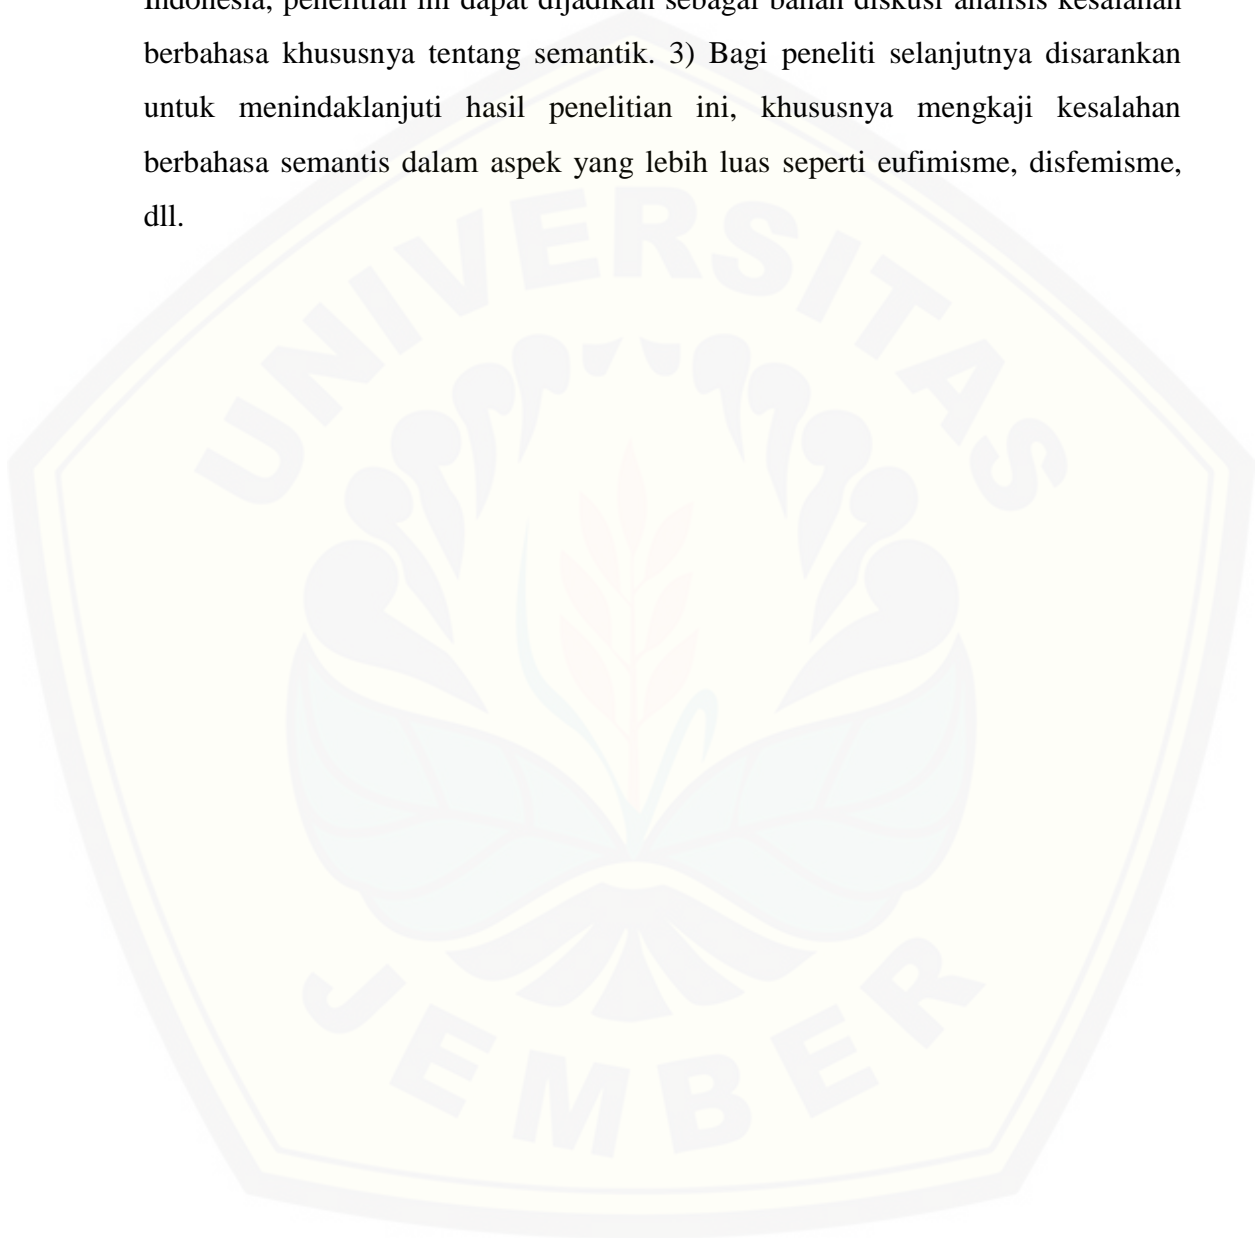 Indonesia, penelitian ini dapat dijadikan sebagai bahan diskusi analisis kesalahan
berbahasa khususnya tentang semantik. 3) Bagi peneliti selanjutnya disarankan
untuk menindaklanjuti hasil penelitian ini, khususnya mengkaji kesalahan
berbahasa semantis dalam aspek yang lebih luas seperti eufimisme, disfemisme,
dll.
UNIVERSITAS
JEMBER